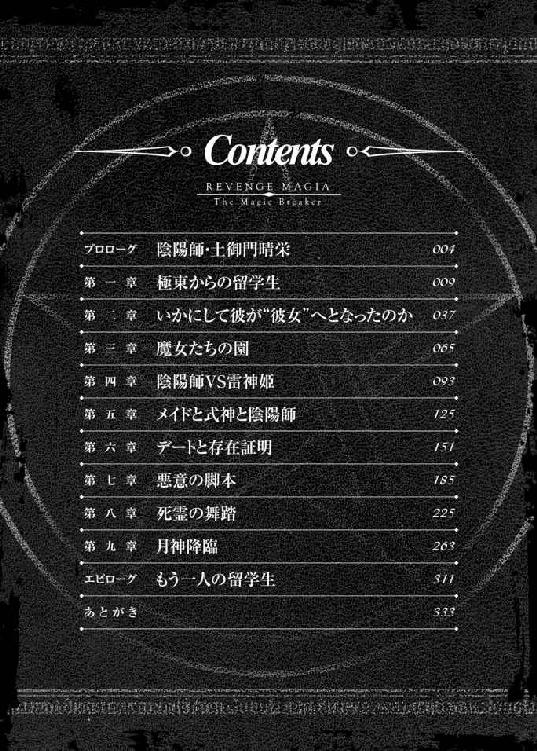 Contents
REVENGE MAGIA
The Magic Breaker
プロローグ 陰陽師・土御門晴栄 004
第一章 極東からの留学生 009
第二章 いかにして彼が“彼女”へとなったのか 037
第三章 魔女たちの園 065
第四章 陰陽師VS雷神姫 093
第五章 メイドと式神と陰陽師 125
第六章 デートと存在証明 151
第七章 悪意の脚本 185
第八章 死霊の舞踏 225
第九章 月神降臨 263
エピローグ もう一人の留学生 311
あとがき 333